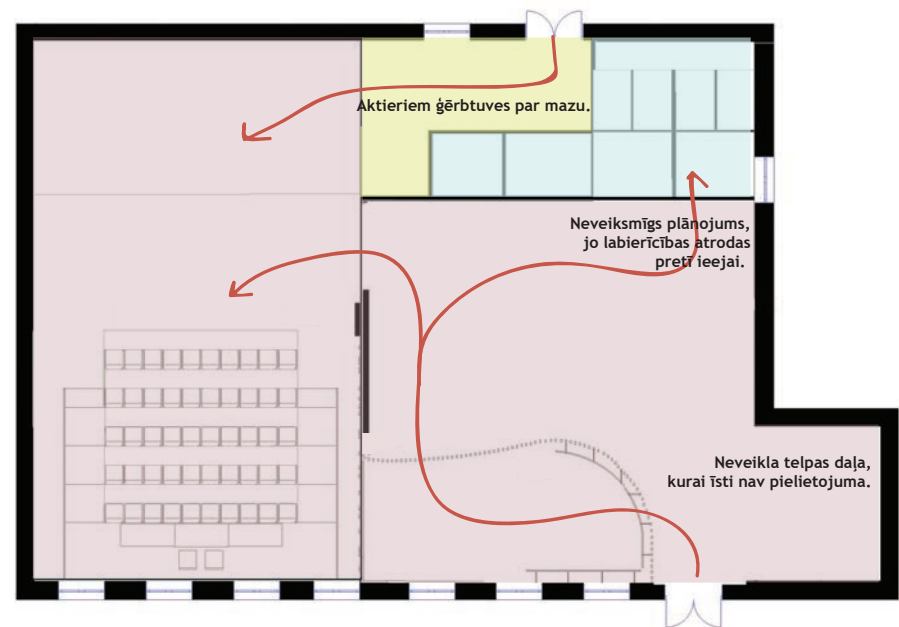 Aktieriem ģērbtuves par mazu.
Neveiksmīgs plānojums,
jo labierīcības atrodas
pretī ieejai.
Neveikla telpas daļa,
kurai īsti nav pielietojuma.